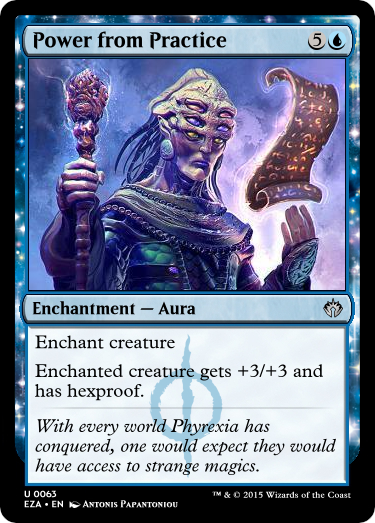 Power from Practice 5
Enchantment — Aura
Enchant creature
Enchanted creature gets +3/+3 and
has hexproof.
With every world Phyrexia has
conquered, one would expect they would
have access to strange magics.
U 0063
EZA • EN Antonis Papantoniou
™ & © 2015 Wizards of the Coast